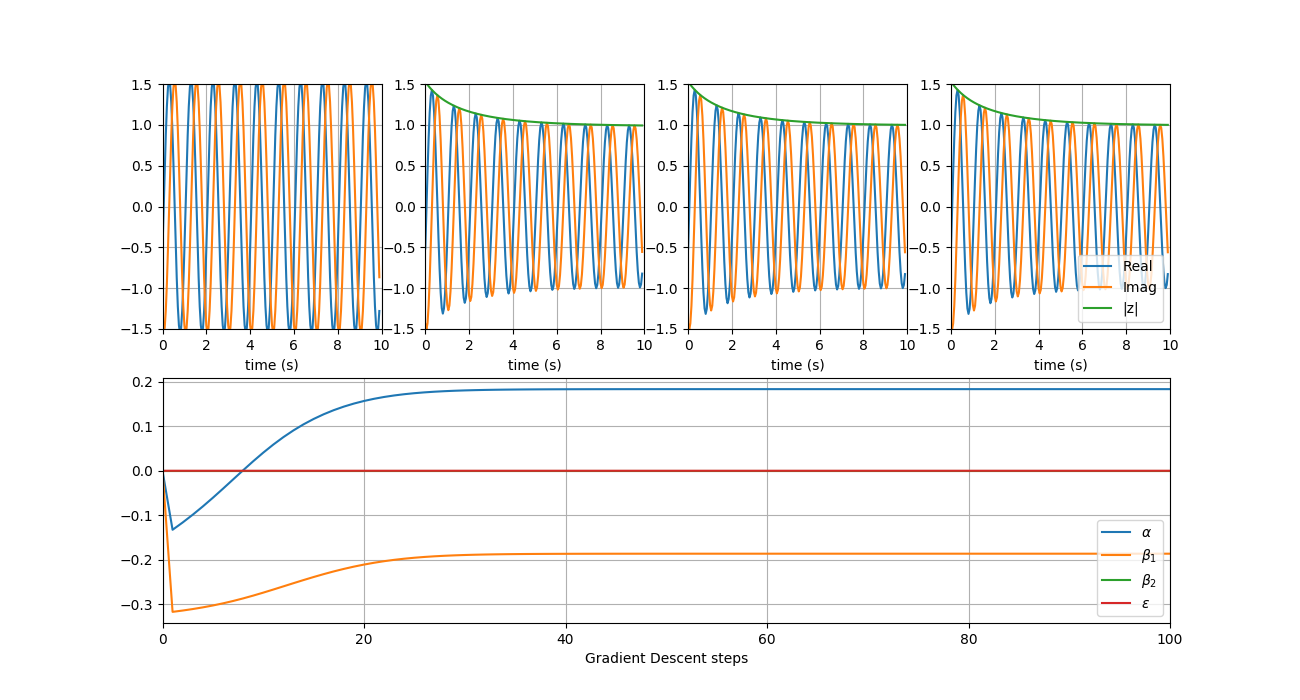 1.5 1.5 1.5 1.5
1.0 1.0 1.0
0.5 0.5 0.5
0.0 0.0 0.0 0.0
−0.5 −0.5 −0.5 −0.5
−1.0 −1.0 −1.0 −1.0
−1.5 −1.5 −1.5 −1.5
Real
Imag
|z|
0 2 4 6 8 10 0 2 4 6 8 10 0 2 4 6 8 10 0 2 4 6 8 10
time (s) time (s) time (s) time (s)
0.2
0.1
0.0
−0.1
−0.2
−0.3
α
β₁
β₂
ε
0 20 40 60 80 100
Gradient Descent steps